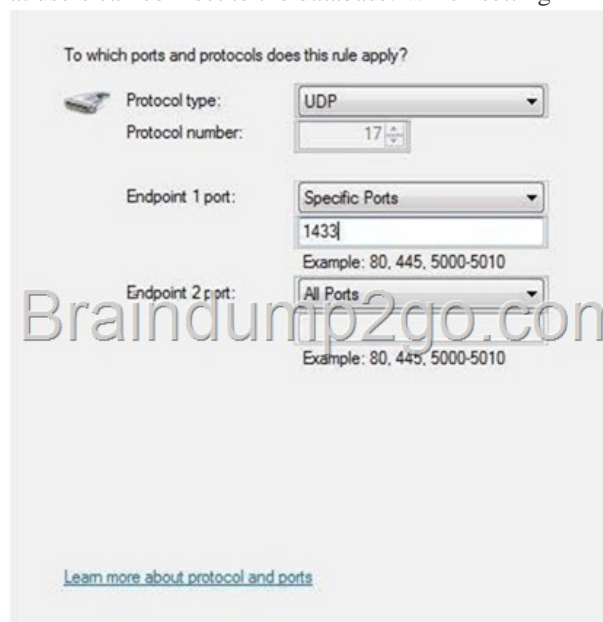 To which ports and protocols does this rule apply?
Protocol type: UDP
Protocol number: 17
Endpoint 1 port: Specific Ports
1433
Example: 80, 445, 5000-5010
Endpoint 2 port: All Ports
Braindump2go.com
Example: 80, 445, 5000-5010
Learn more about protocol and ports